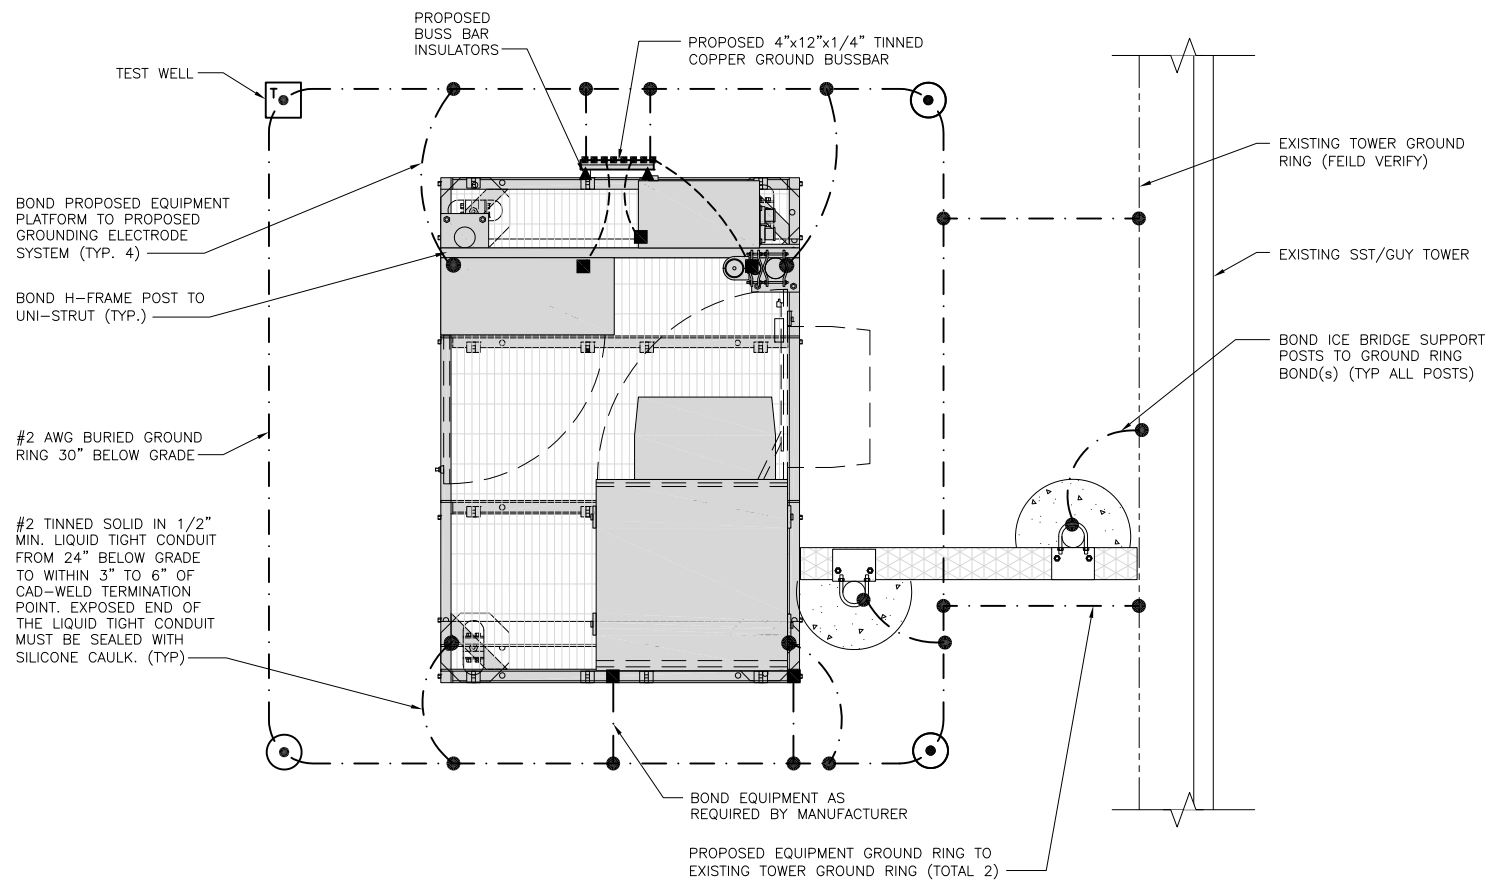 PROPOSED
BUSS BAR
INSULATORS
PROPOSED 4"x12"x1/4" TINNED
COPPER GROUND BUSSBAR
TEST WELL
T
EXISTING TOWER GROUND
RING (FEILD VERIFY)
BOND PROPOSED EQUIPMENT
PLATFORM TO PROPOSED
GROUNDING ELECTRODE
SYSTEM (TYP. 4)
EXISTING SST/GUY TOWER
BOND H-FRAME POST TO
UNI-STRUT (TYP.)
BOND ICE BRIDGE SUPPORT
POSTS TO GROUND RING
BOND(s) (TYP ALL POSTS)
#2 AWG BURIED GROUND
RING 30" BELOW GRADE
#2 TINNED SOLID IN 1/2"
MIN. LIQUID TIGHT CONDUIT
FROM 24" BELOW GRADE
TO WITHIN 3" TO 6" OF
CAD-WELD TERMINATION
POINT. EXPOSED END OF
THE LIQUID TIGHT CONDUIT
MUST BE SEALED WITH
SILICONE CAULK. (TYP)
BOND EQUIPMENT AS
REQUIRED BY MANUFACTURER
PROPOSED EQUIPMENT GROUND RING TO
EXISTING TOWER GROUND RING (TOTAL 2)